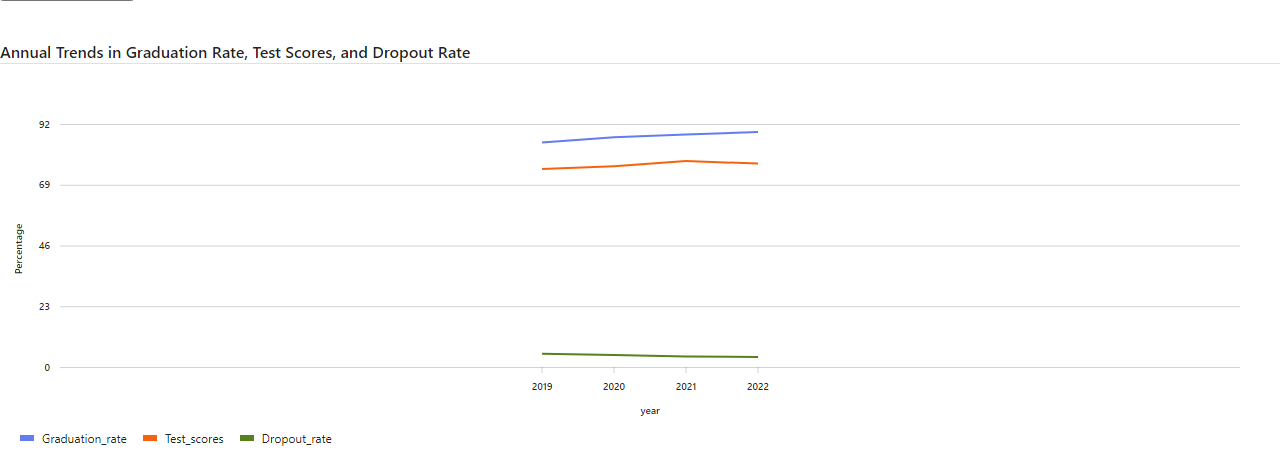 Annual Trends in Graduation Rate, Test Scores, and Dropout Rate
92
69
46
23
0
Percentage
2019 2020 2021 2022
year
Graduation_rate Test_scores Dropout_rate